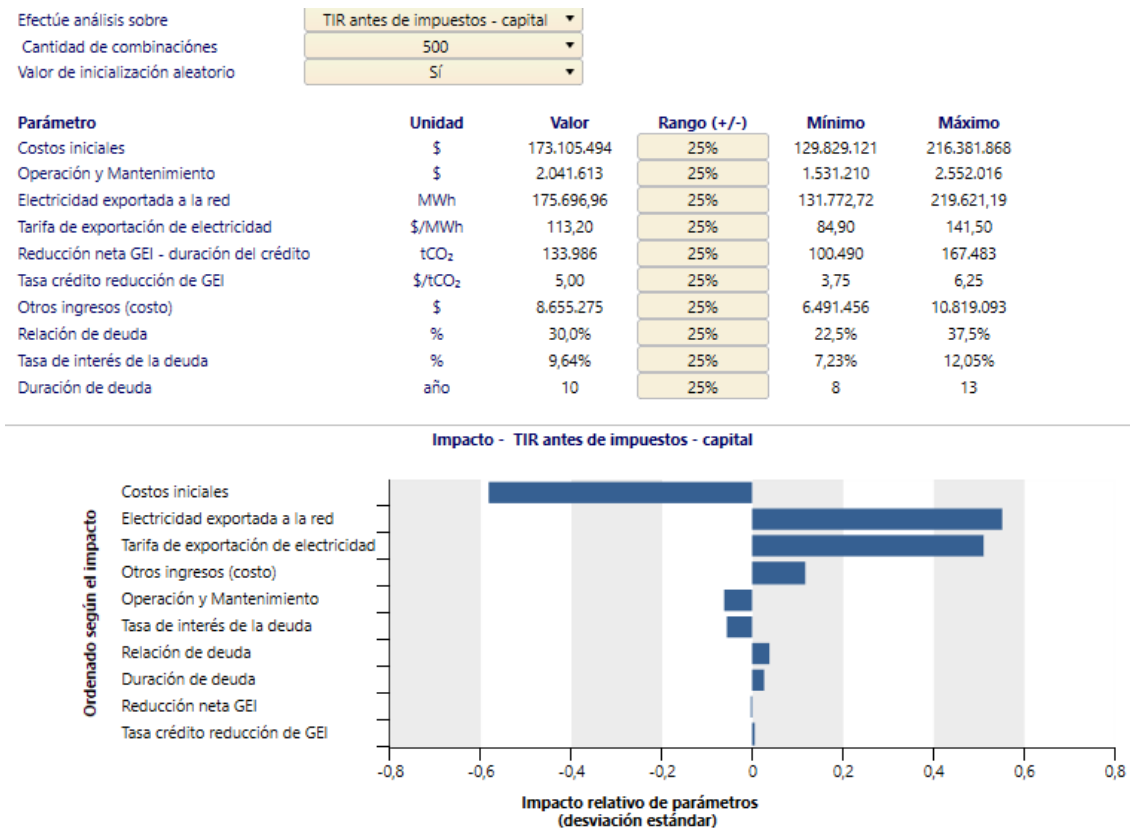 Efectúe análisis sobre TIR antes de impuestos - capital
Cantidad de combinaciónes 500
Valor de inicialización aleatorio Sí
Parámetro Unidad Valor Rango (+/-) Mínimo Máximo
Costos iniciales $ 173.105.494 25% 129.829.121 216.381.868
Operación y Mantenimiento $ 2.041.613 25% 1.531.210 2.552.016
Electricidad exportada a la red MWh 175.696,96 25% 131.772,72 219.621,19
Tarifa de exportación de electricidad $/MWh 113,20 25% 84,90 141,50
Reducción neta GEI - duración del crédito tCO₂ 133.986 25% 100.490 167.483
Tasa crédito reducción de GEI $/tCO₂ 5,00 25% 3,75 6,25
Otros ingresos (costo) $ 8.655.275 25% 6.491.456 10.819.093
Relación de deuda % 30,0% 25% 22,5% 37,5%
Tasa de interés de la deuda % 9,64% 25% 7,23% 12,05%
Duración de deuda año 10 25% 8 13
Impacto - TIR antes de impuestos - capital
Ordenado según el impacto
Costos iniciales
Electricidad exportada a la red
Tarifa de exportación de electricidad
Otros ingresos (costo)
Operación y Mantenimiento
Tasa de interés de la deuda
Relación de deuda
Duración de deuda
Reducción neta GEI
Tasa crédito reducción de GEI
-0,8 -0,6 -0,4 -0,2 0 0,2 0,4 0,6 0,8
Impacto relativo de parámetros
(desviación estándar)